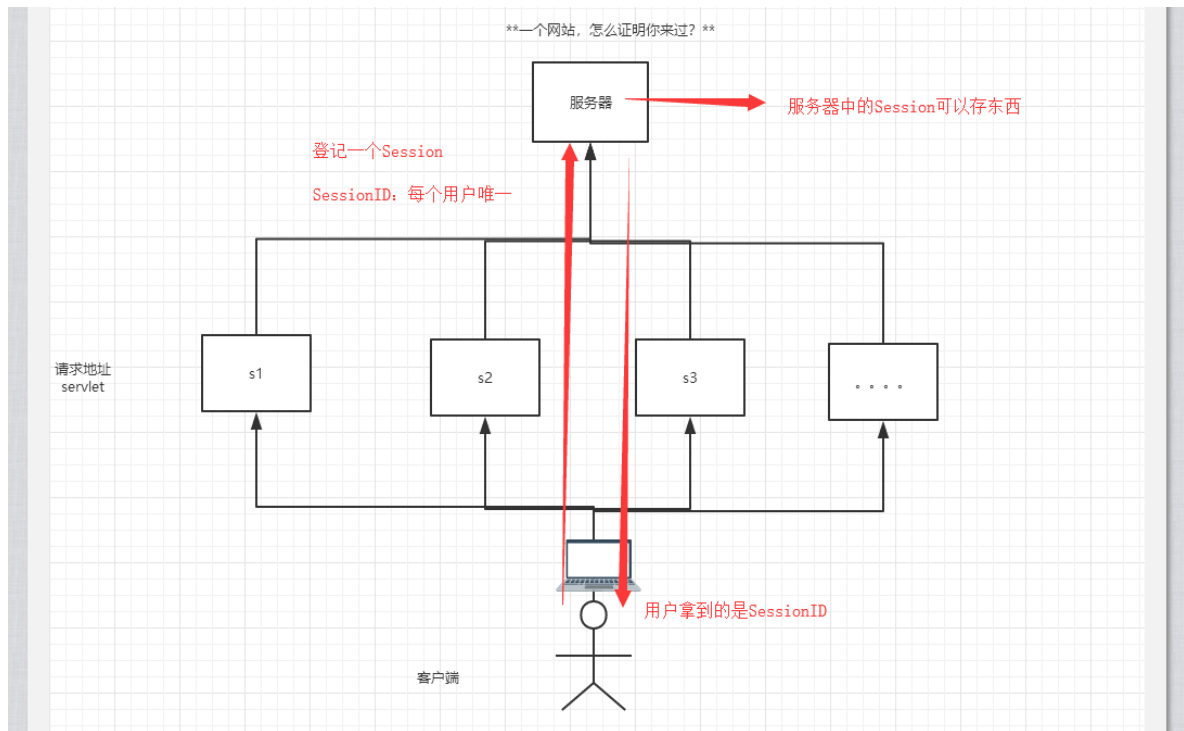 **一个网站，怎么证明你来过？**
服务器
服务器中的Session可以存东西
登记一个Session
SessionID：每个用户唯一
请求地址
servlet
s1
s2
s3
。。。。
用户拿到的是SessionID
客户端